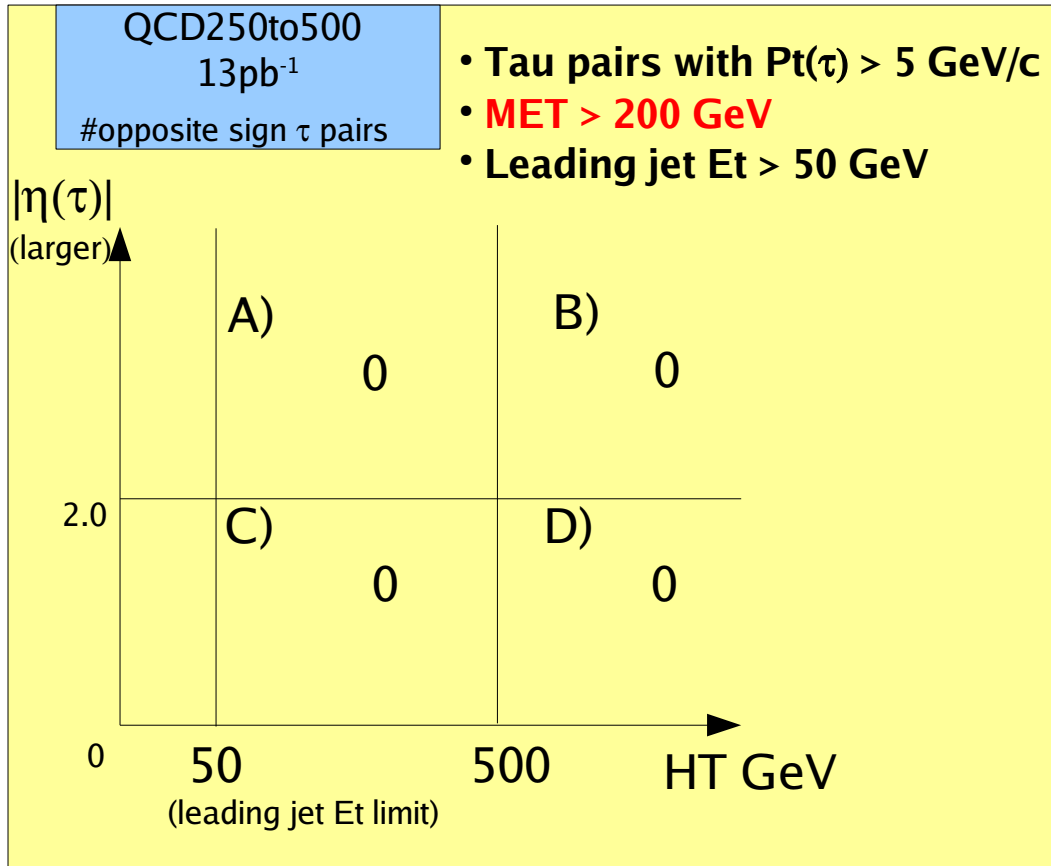 QCD250to500
13pb⁻¹
#opposite sign τ pairs
• Tau pairs with Pt(τ) > 5 GeV/c
• MET > 200 GeV
• Leading jet Et > 50 GeV
|η(τ)|
(larger)
A)
B)
0
0
2.0
C)
D)
0
0
0
50
500
HT GeV
(leading jet Et limit)